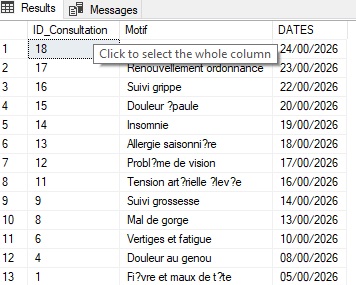 Results Messages
ID_Consultation Motif DATES
1 18 24/00/2026
Click to select the whole column
2 17 Renouvellement ordonnance 23/00/2026
3 16 Suivi grippe 22/00/2026
4 15 Douleur ?paule 20/00/2026
5 14 Insomnie 19/00/2026
6 13 Allergie saisonni?re 18/00/2026
7 12 Probl?me de vision 17/00/2026
8 11 Tension art?rielle ?lev?e 16/00/2026
9 9 Suivi grossesse 14/00/2026
10 8 Mal de gorge 13/00/2026
11 6 Vertiges et fatigue 10/00/2026
12 4 Douleur au genou 08/00/2026
13 1 Fi?vre et maux de t?te 05/00/2026